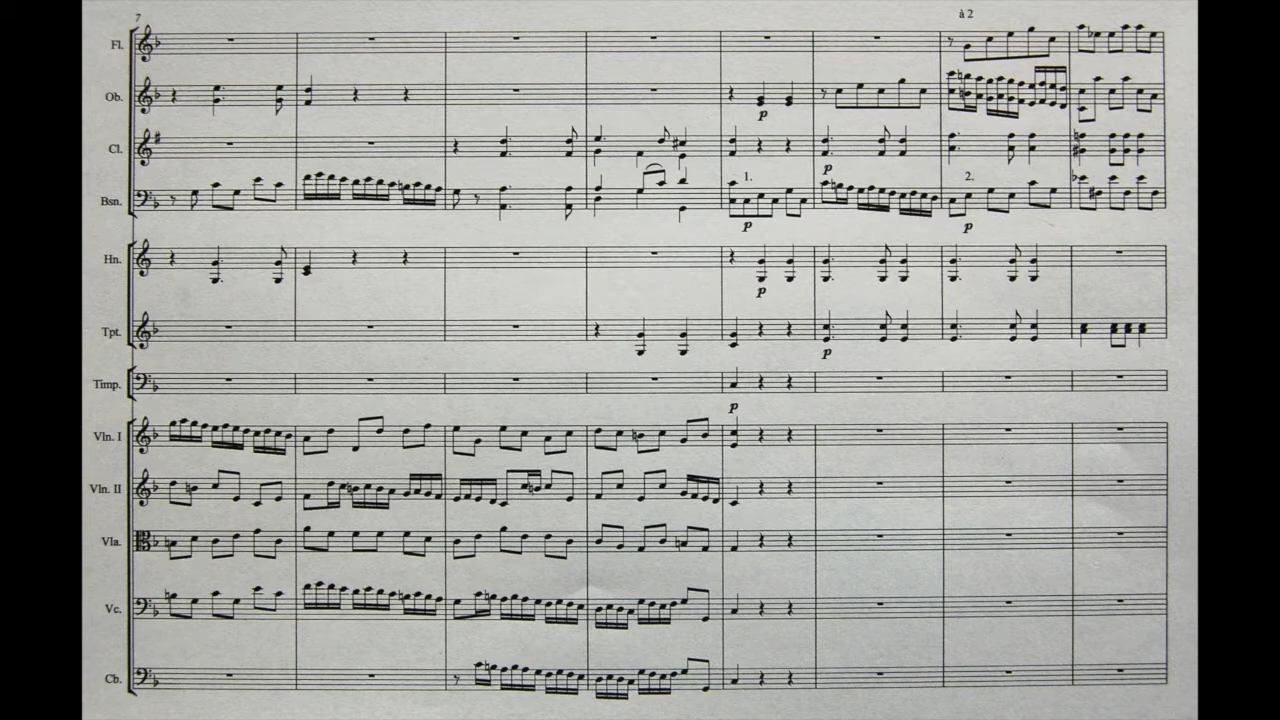 7
à 2
Fl.
Ob.
p
Cl.
p
1.
2.
Bsn.
p
p
Hn.
p
Tpt.
p
Timp.
p
Vln. I
Vln. II
Vla.
Vc.
Cb.